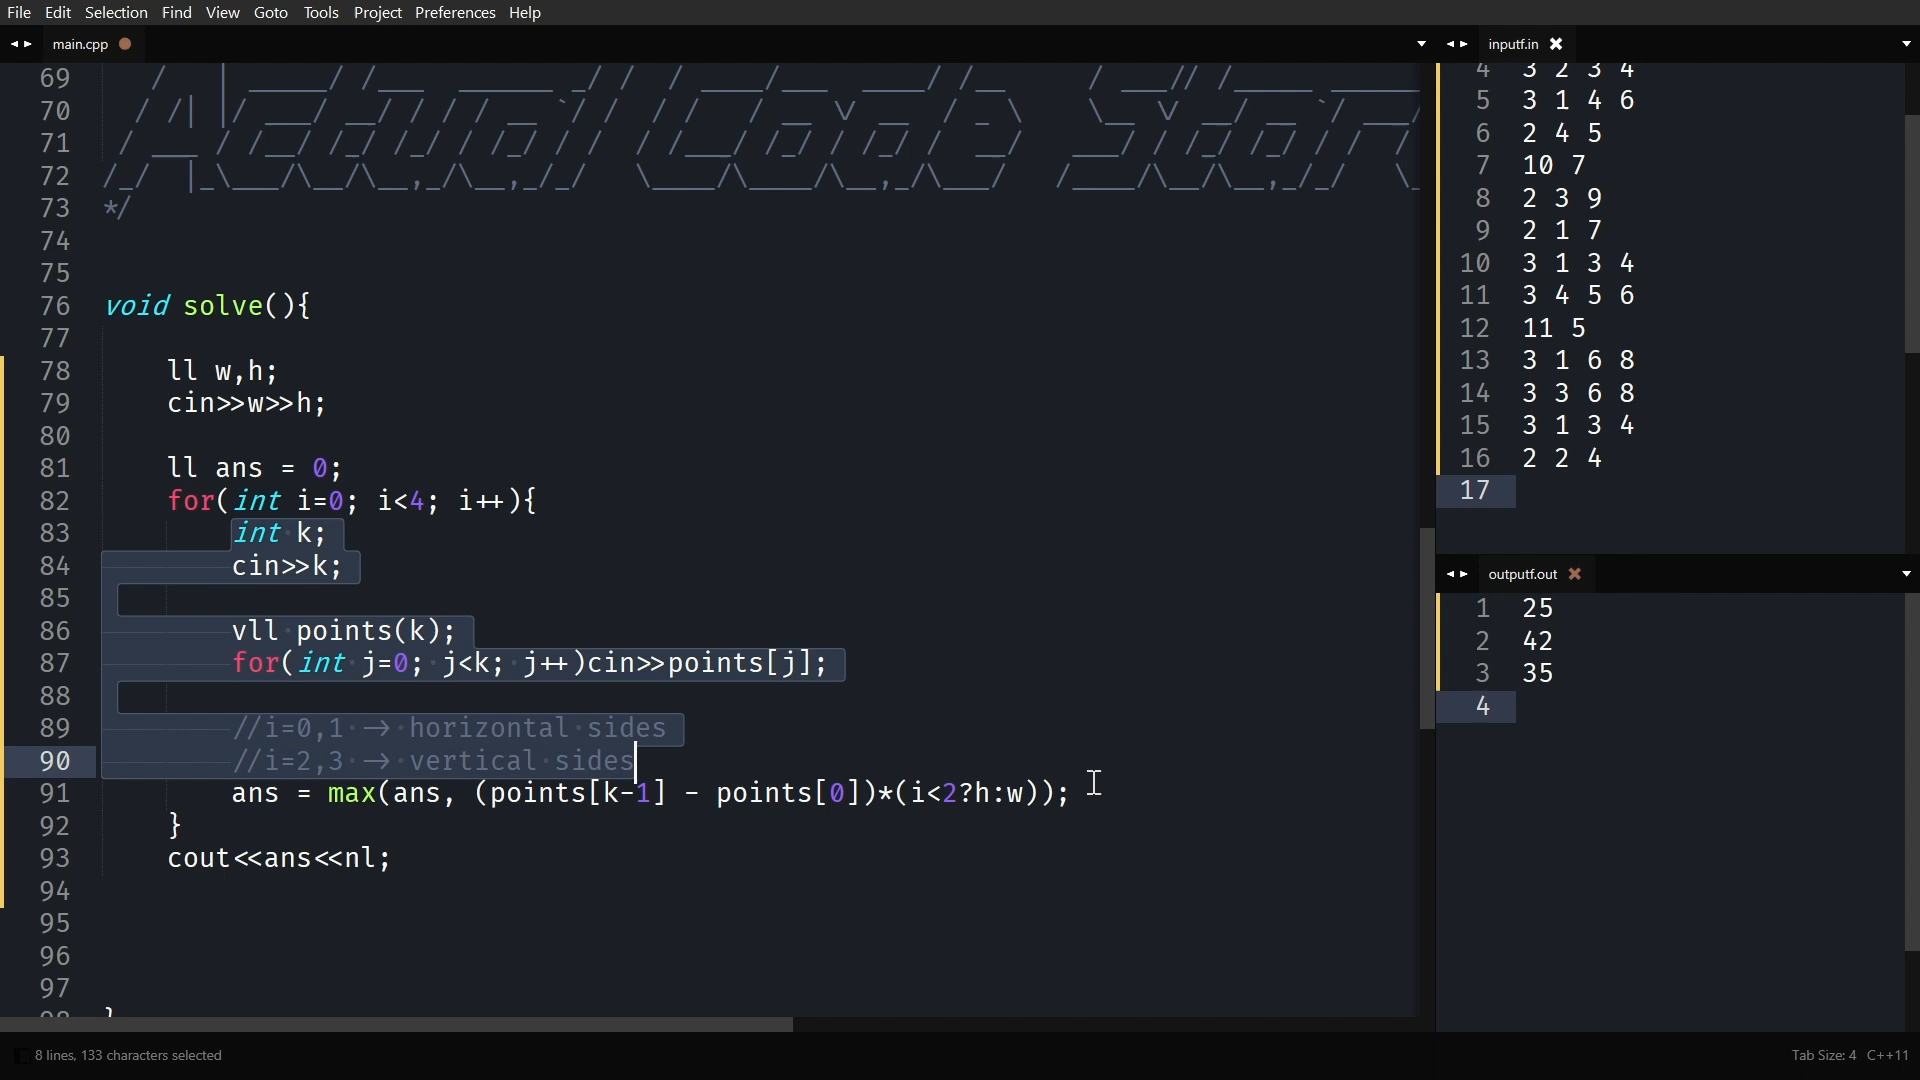 File Edit Selection Find View Goto Tools Project Preferences Help
main.cpp
69
70
71
72
73 */
74
75
76 void solve(){
77
78 ll w,h;
79 cin>>w>>h;
80
81 ll ans = 0;
82 for(int i=0; i<4; i++){
83 int k;
84 cin>>k;
85
86 vll points(k);
87 for(int j=0; j<k; j++)cin>>points[j];
88
89 //i=0,1 -> horizontal sides
90 //i=2,3 -> vertical sides
91 ans = max(ans, (points[k-1] - points[0])*(i<2?h:w));
92 }
93 cout<<ans<<nl;
94
95
96
97
98 }
inputf.in
4 3 2 3 4
5 3 1 4 6
6 2 4 5
7 10 7
8 2 3 9
9 2 1 7
10 3 1 3 4
11 3 4 5 6
12 11 5
13 3 1 6 8
14 3 3 6 8
15 3 1 3 4
16 2 2 4
17
outputf.out
1 25
2 42
3 35
4
8 lines, 133 characters selected
Tab Size: 4 C++11